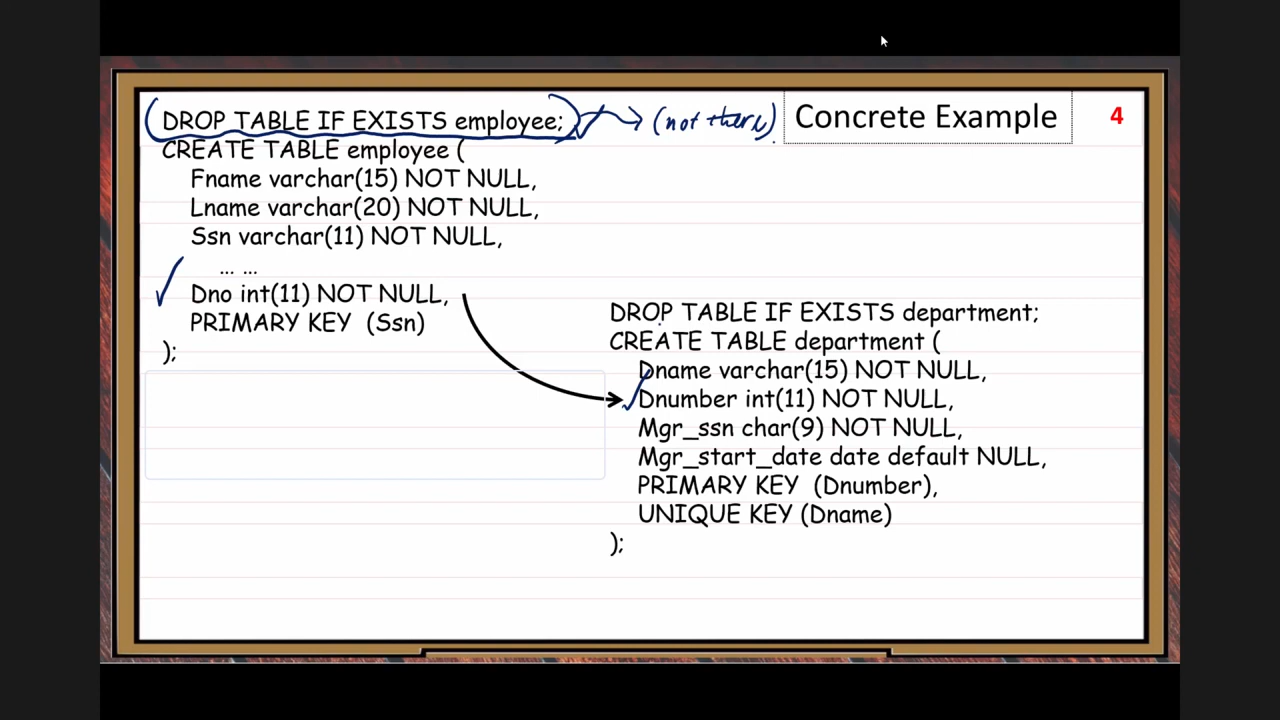 DROP TABLE IF EXISTS employee; (not there)
Concrete Example
4
CREATE TABLE employee (
Fname varchar(15) NOT NULL,
Lname varchar(20) NOT NULL,
Ssn varchar(11) NOT NULL,
... ...
Dno int(11) NOT NULL,
PRIMARY KEY (Ssn)
);
DROP TABLE IF EXISTS department;
CREATE TABLE department (
Dname varchar(15) NOT NULL,
Dnumber int(11) NOT NULL,
Mgr_ssn char(9) NOT NULL,
Mgr_start_date date default NULL,
PRIMARY KEY (Dnumber),
UNIQUE KEY (Dname)
);